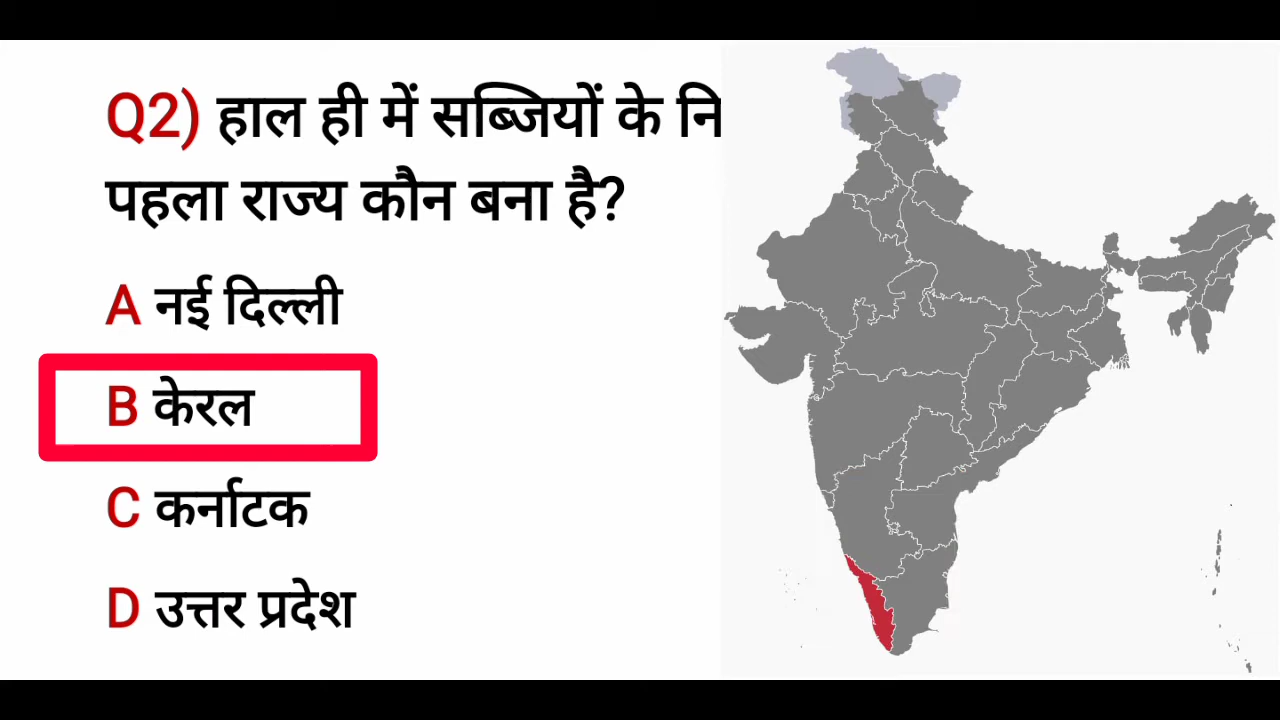 Q2) हाल ही में सब्जियों के नि
पहला राज्य कौन बना है?
A नई दिल्ली
B केरल
C कर्नाटक
D उत्तर प्रदेश